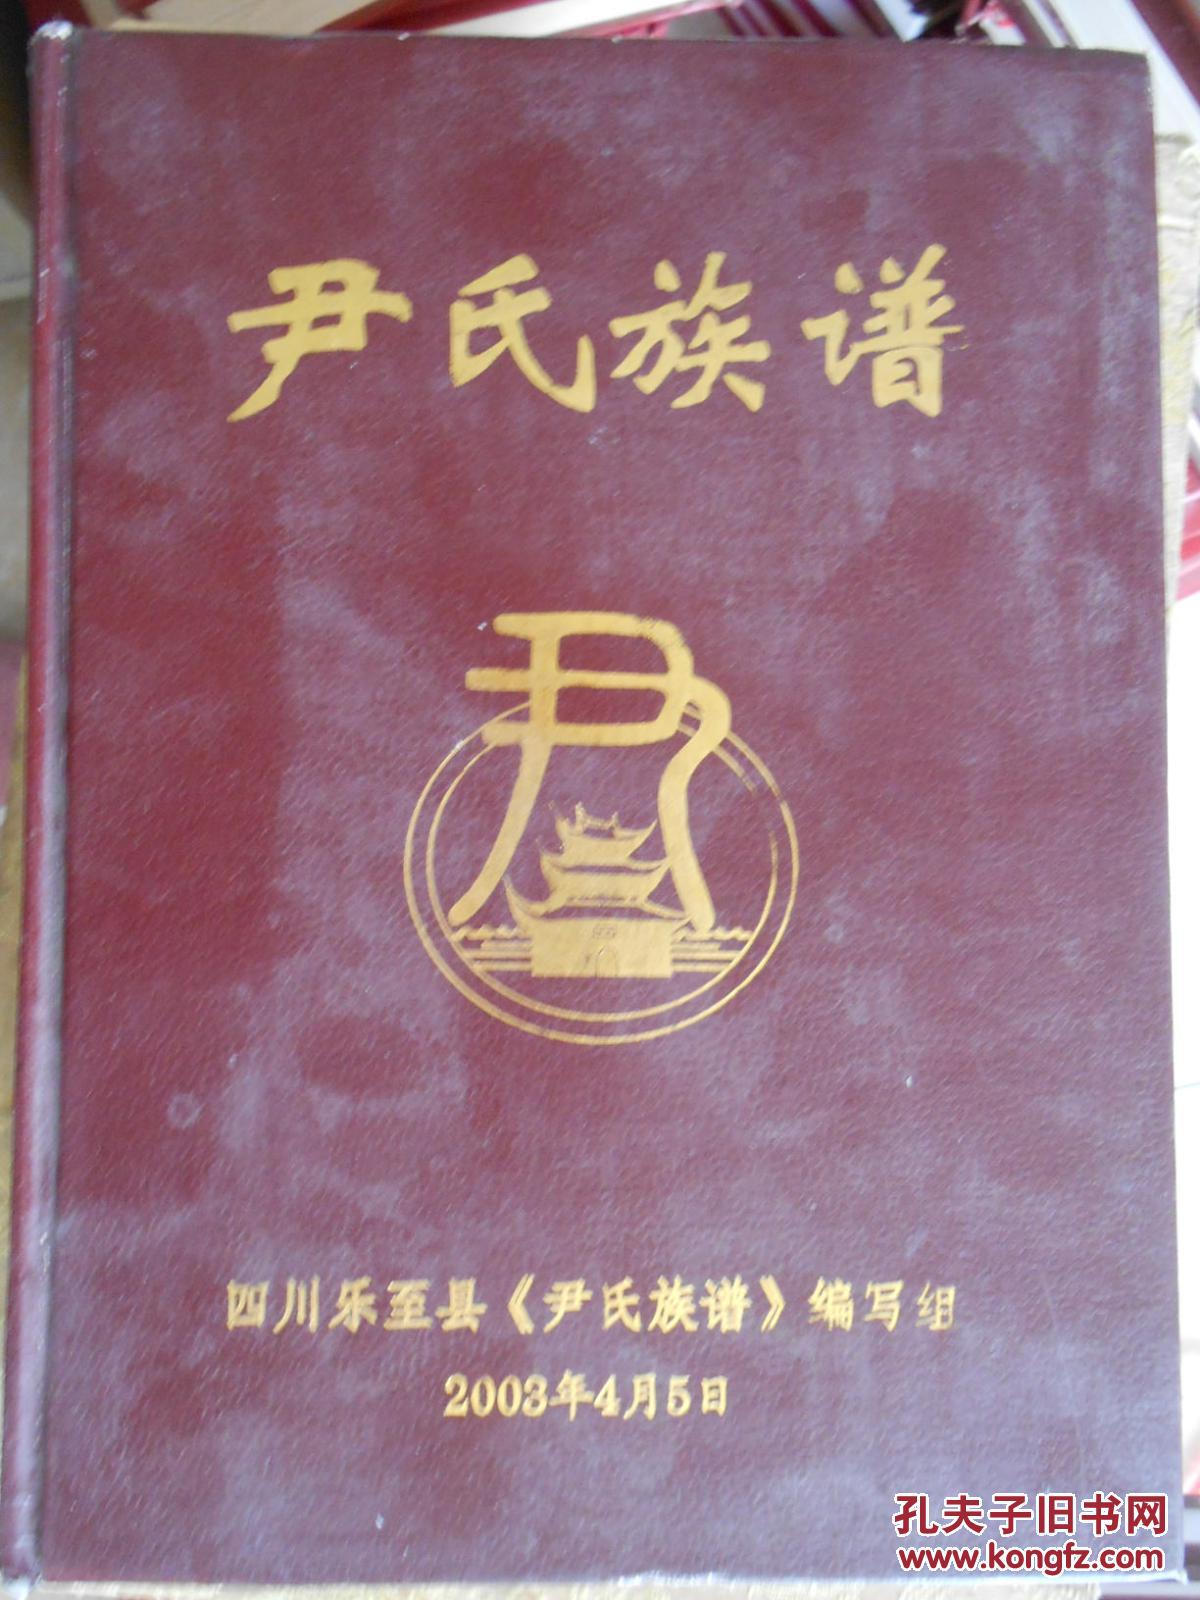 尹氏族谱
尹
四川乐至县《尹氏族谱》编写组
2003年4月5日
孔夫子旧书网
www.kongfz.com